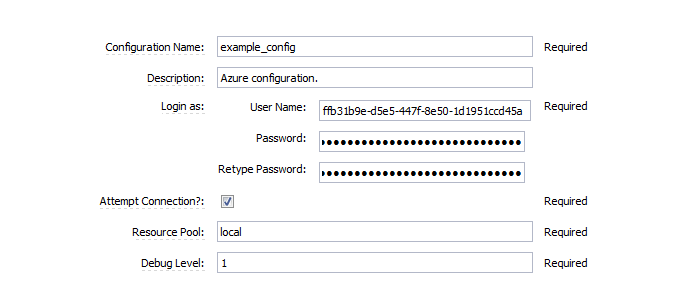 Configuration Name: example_config Required
Description: Azure configuration.
Login as: User Name: ffb31b9e-d5e5-447f-8e50-1d1951ccd45a Required
Password: ●●●●●●●●●●●●●●●●●●●●●●●●●●●●●●
Retype Password: ●●●●●●●●●●●●●●●●●●●●●●●●●●●●●●
Attempt Connection?: Required
Resource Pool: local Required
Debug Level: 1 Required